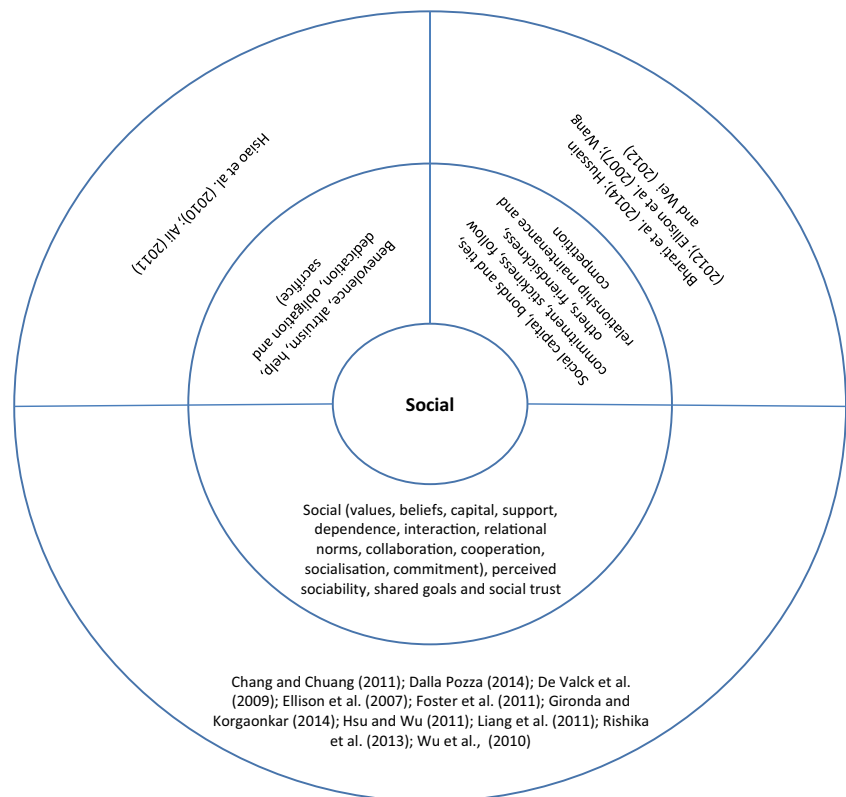 Hsiao et al. (2010); Ali (2011)
Bharati et al. (2014); Hussain
(2012); Ellison et al. (2007); Wang
and Wei (2012)
Benevolence, altruism, help,
dedication, obligation and
sacrifice)
Social capital, bonds and ties,
commitment, stickiness, follow
others, friendsickness,
relationship maintenance and
competition
Social
Social (values, beliefs, capital, support,
dependence, interaction, relational
norms, collaboration, cooperation,
socialisation, commitment), perceived
sociability, shared goals and social trust
Chang and Chuang (2011); Dalla Pozza (2014); De Valck et al.
(2009); Ellison et al. (2007); Foster et al. (2011); Gironda and
Korgaonkar (2014); Hsu and Wu (2011); Liang et al. (2011); Rishika
et al. (2013); Wu et al., (2010)